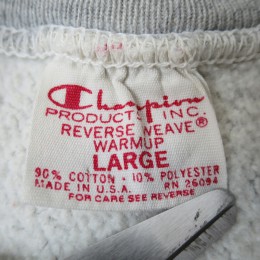 Champion
PRODUCTS INC.
REVERSE WEAVE®
WARMUP
LARGE
90% COTTON · 10% POLYESTER
MADE IN U.S.A. RN 26094
FOR CARE SEE REVERSE